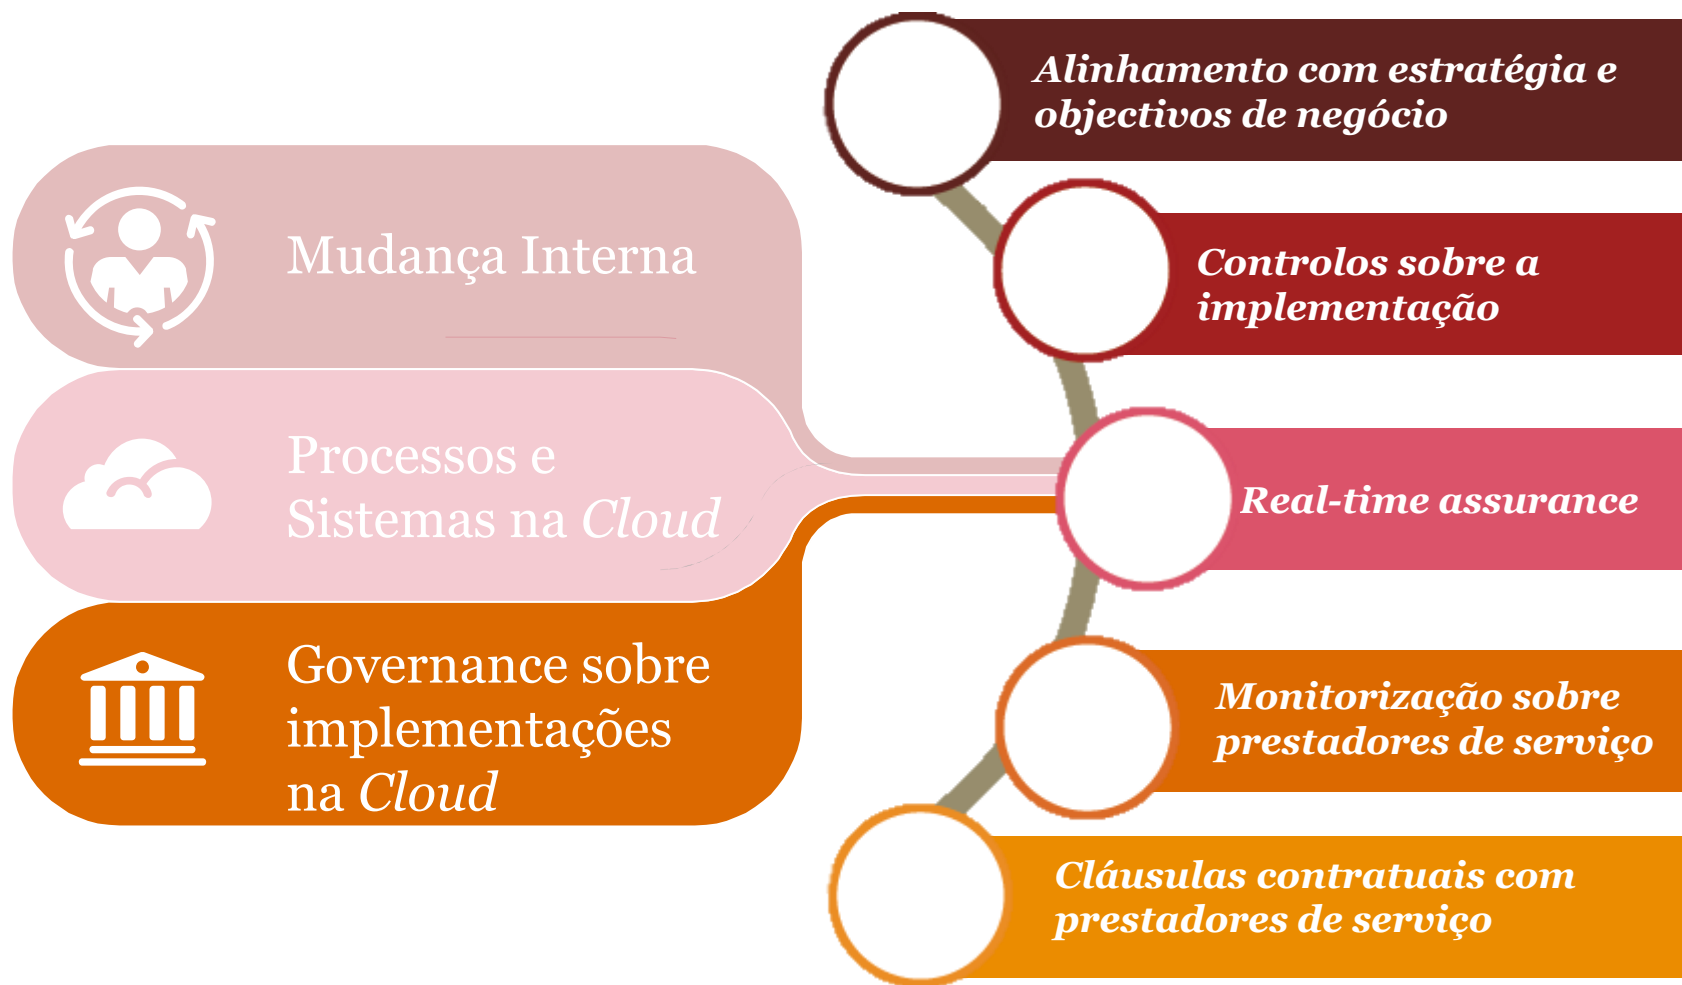 Mudança Interna
Processos e
Sistemas na Cloud
Governance sobre
implementações
na Cloud
Alinhamento com estratégia e
objectivos de negócio
Controlos sobre a
implementação
Real-time assurance
Monitorização sobre
prestadores de serviço
Cláusulas contratuais com
prestadores de serviço